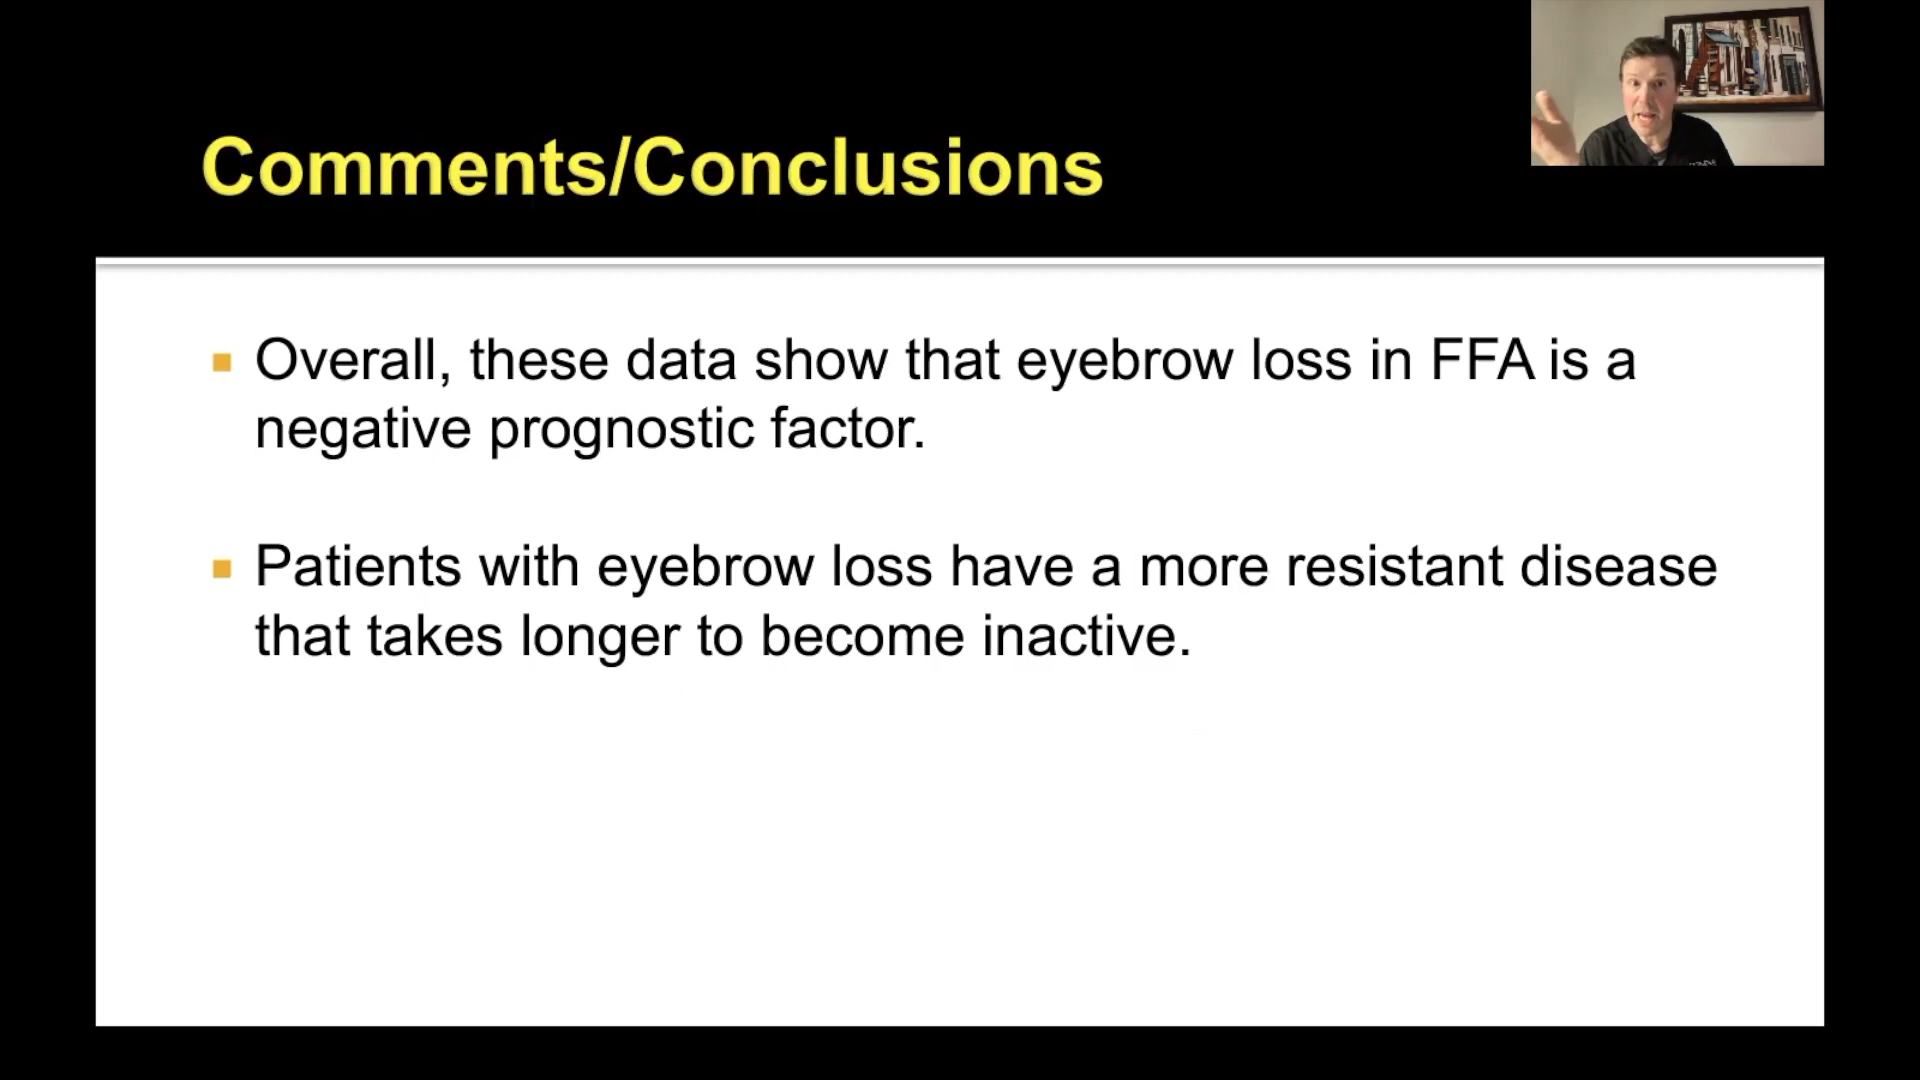 Comments/Conclusions
Overall, these data show that eyebrow loss in FFA is a
negative prognostic factor.
Patients with eyebrow loss have a more resistant disease
that takes longer to become inactive.